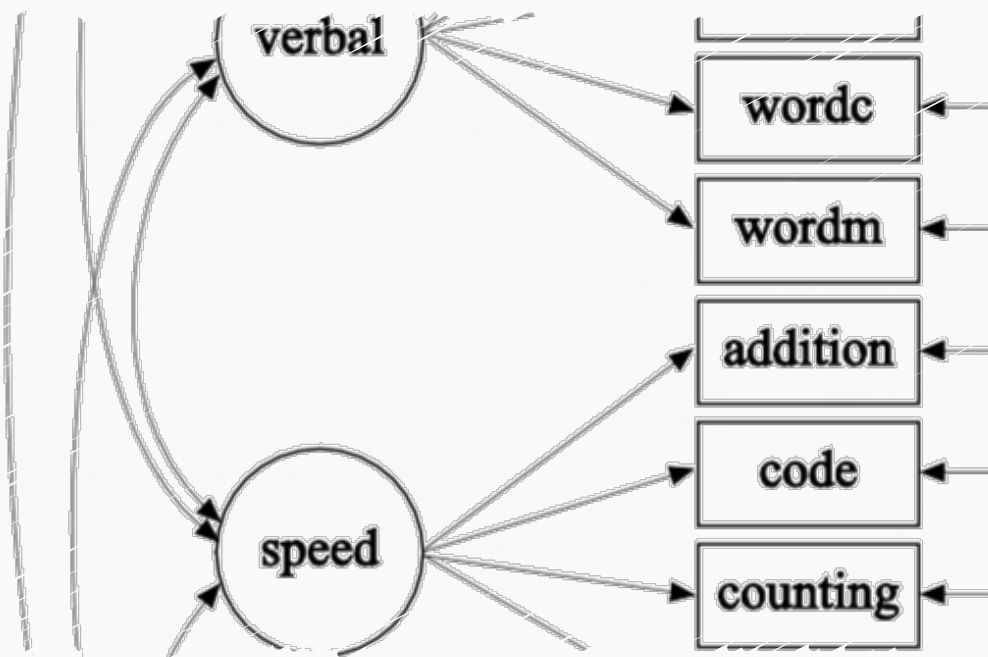 verbal
wordc
wordm
addition
code
speed
counting